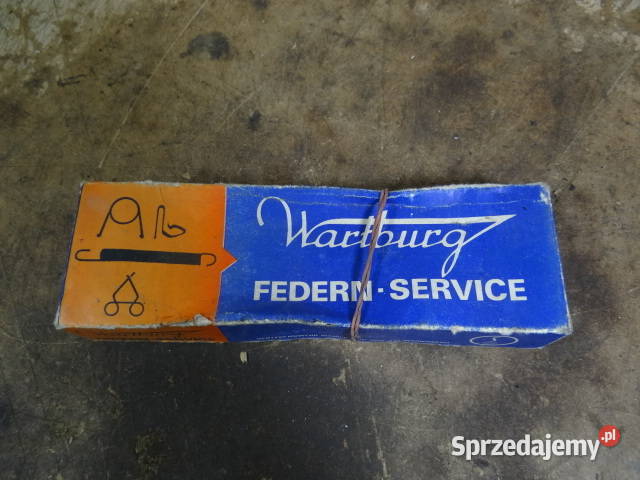 Wartburg
FEDERN · SERVICE
Sprzedajemy.pl